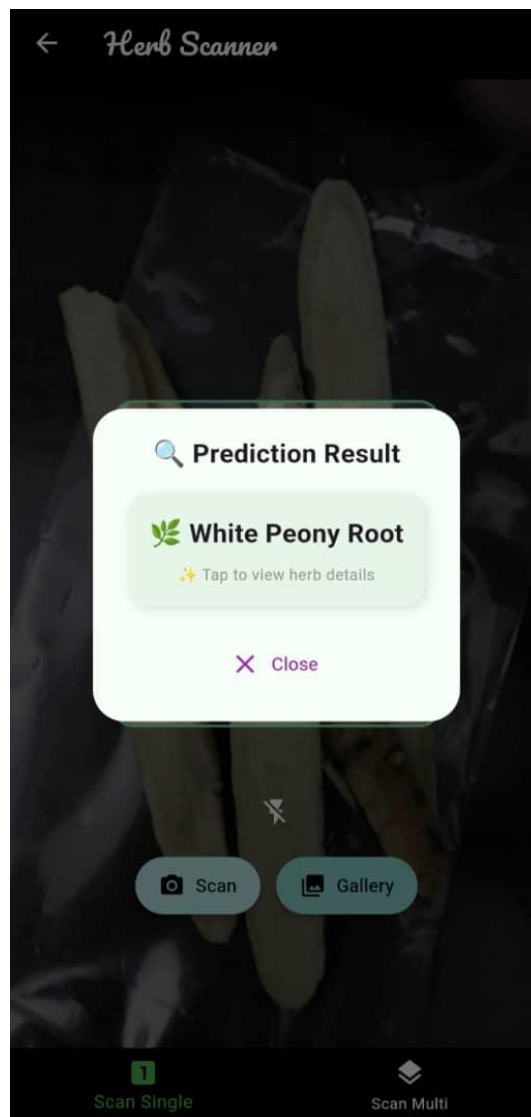 Herb Scanner
Prediction Result
White Peony Root
Tap to view herb details
Close
Scan
Gallery
1
Scan Single
Scan Multi